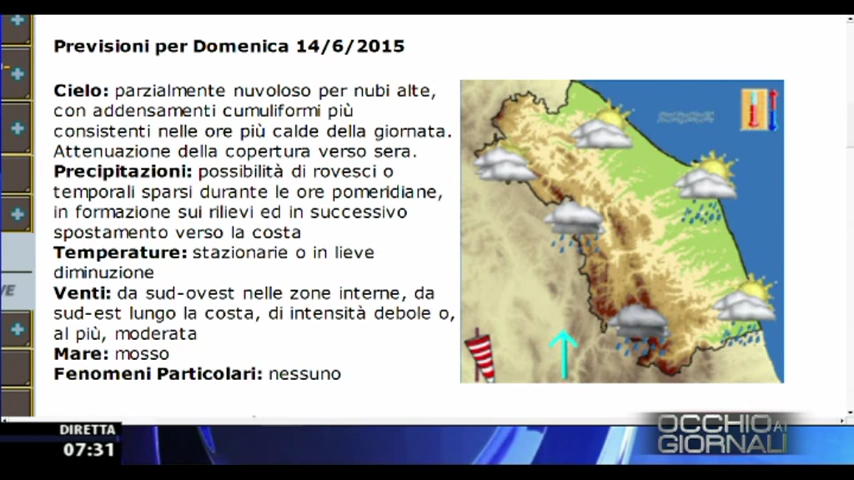 Previsioni per Domenica 14/6/2015
Cielo: parzialmente nuvoloso per nubi alte,
con addensamenti cumuliformi più
consistenti nelle ore più calde della giornata.
Attenuazione della copertura verso sera.
Precipitazioni: possibilità di rovesci o
temporali sparsi durante le ore pomeridiane,
in formazione sui rilievi ed in successivo
spostamento verso la costa
Temperature: stazionarie o in lieve
diminuzione
Venti: da sud-ovest nelle zone interne, da
sud-est lungo la costa, di intensità debole o,
al più, moderata
Mare: mosso
Fenomeni Particolari: nessuno
DIRETTA
07:31
OCCHIO AI
GIORNALI